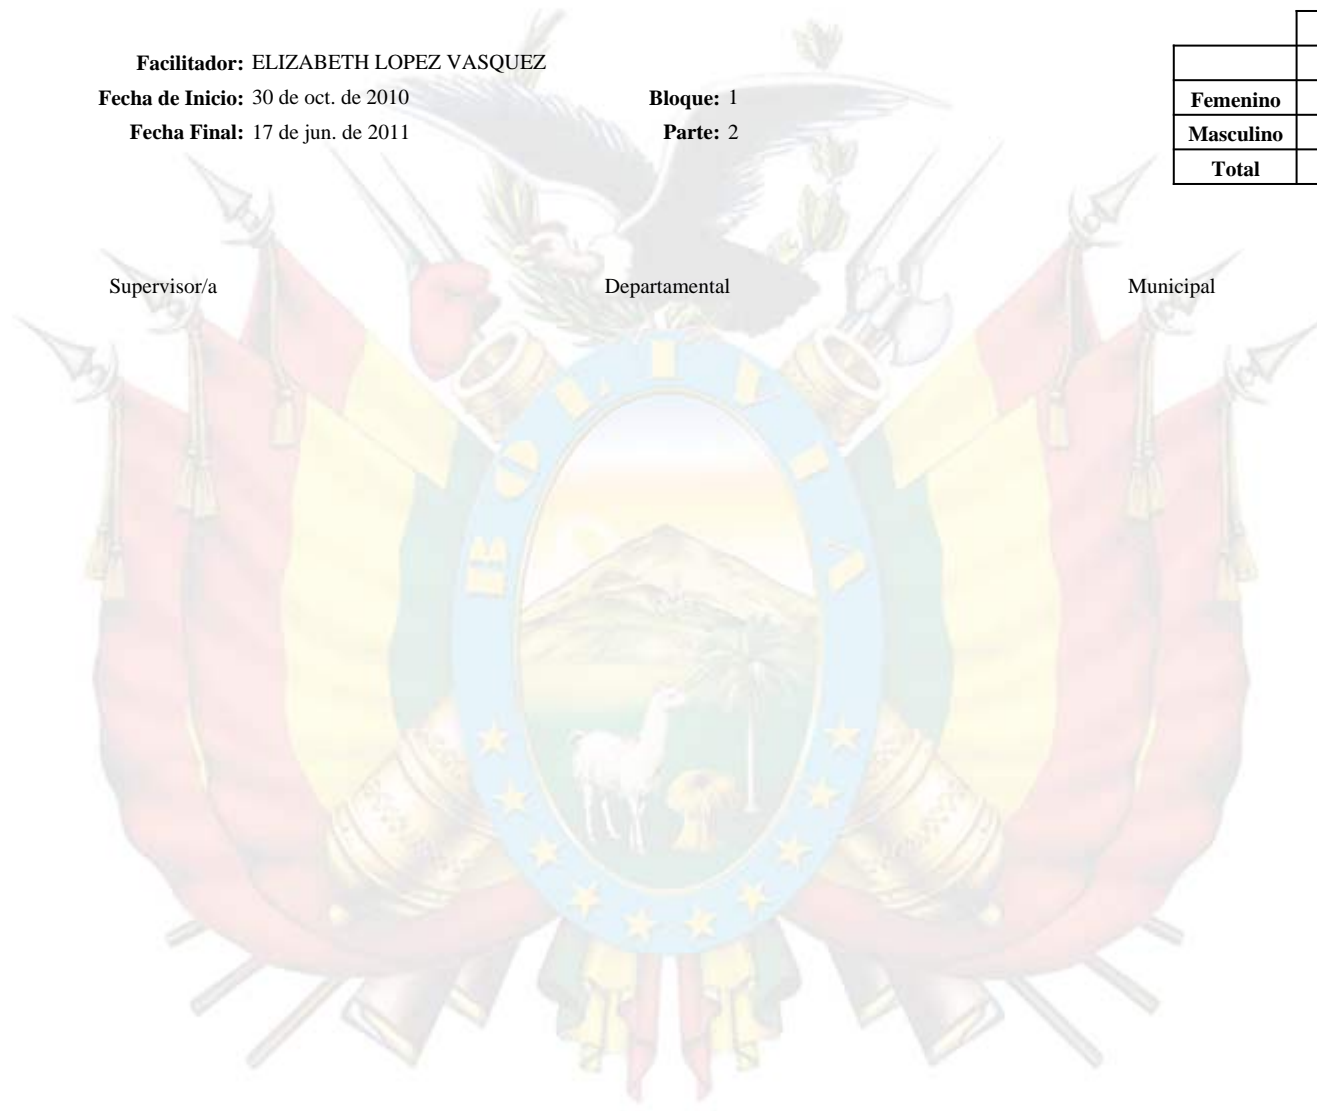 Facilitador: ELIZABETH LOPEZ VASQUEZ
Fecha de Inicio: 30 de oct. de 2010 Bloque: 1
Fecha Final: 17 de jun. de 2011 Parte: 2
Femenino
Masculino
Total
Supervisor/a Departamental Municipal
BOLIVIA